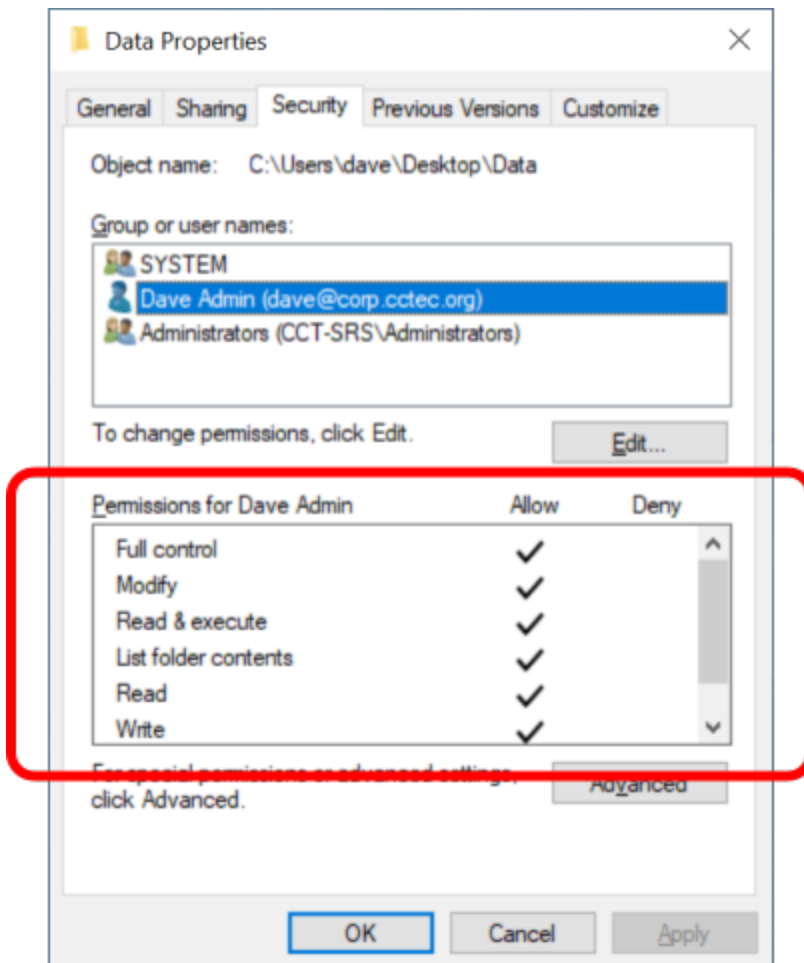 Data Properties
General Sharing Security Previous Versions Customize
Object name: C:\Users\dave\Desktop\Data
Group or user names:
SYSTEM
Dave Admin (dave@corp.cctec.org)
Administrators (CCT-SRS\Administrators)
To change permissions, click Edit.
Edit...
Permissions for Dave Admin Allow Deny
Full control
Modify
Read & execute
List folder contents
Read
Write
For special permissions or advanced settings,
click Advanced.
Advanced
OK Cancel Apply